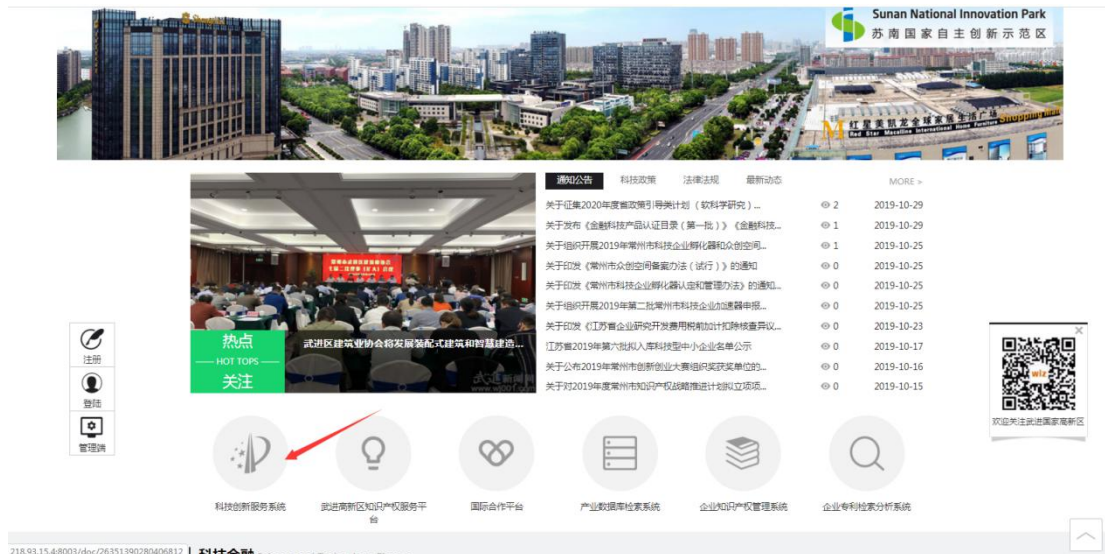 Sunan National Innovation Park
苏南国家自主创新示范区
红星美凯龙全球家居生活广场
Red Star Macalline International Home Furniture Shopping Mall
通知公告 科技政策 法律法规 最新动态 MORE >
关于征集2020年度省政策引导类计划（软科学研究）... 2 2019-10-29
关于发布《金融科技产品认证目录（第一批）》《金融科技... 1 2019-10-29
关于组织开展2019年常州市科技企业孵化器和众创空间... 1 2019-10-25
关于印发《常州市众创空间备案办法（试行）》的通知 0 2019-10-25
关于印发《常州市科技企业孵化器认定和管理办法》的通知... 0 2019-10-25
关于组织开展2019年第二批常州市科技企业加速器申报... 0 2019-10-25
关于印发《江苏省企业研究开发费用税前加计扣除核查异议... 0 2019-10-23
江苏省2019年第六批拟入库科技型中小企业名单公示 0 2019-10-17
关于公布2019年常州市创新创业大赛组织奖获奖单位的... 0 2019-10-16
关于对2019年度常州市知识产权战略推进计划拟立项项... 0 2019-10-15
热点
HOT TOPS
关注
武进区建筑业协会将发展装配式建筑和智慧建造...
武进新闻网
www.wj001.com
注册
登陆
管理端
wiz
欢迎关注武进国家高新区
科技创新服务系统
武进高新区知识产权服务平台
国际合作平台
产业数据库检索系统
企业知识产权管理系统
企业专利检索分析系统
218.93.15.4:8003/doc/26351390280406812
科技金融